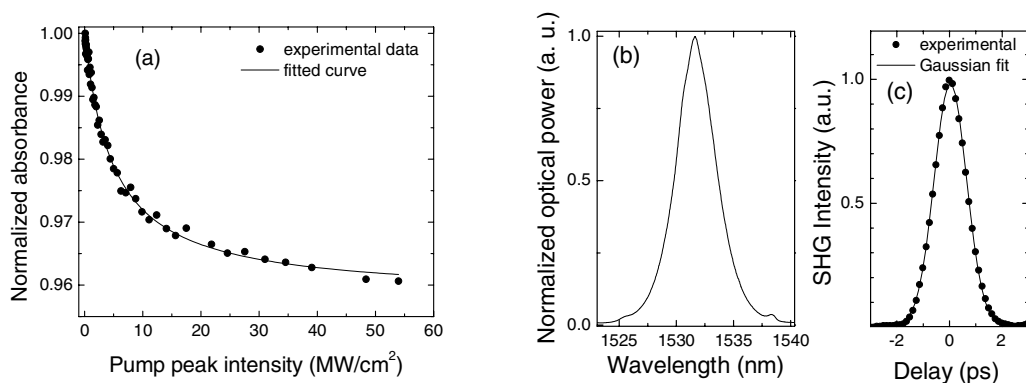 (a)
experimental data
fitted curve
Normalized absorbance
1.00
0.99
0.98
0.97
0.96
0
10
20
30
40
50
60
Pump peak intensity (MW/cm²)
(b)
Normalized optical power (a. u.)
1.0
0.5
0.0
1525
1530
1535
1540
Wavelength (nm)
(c)
experimental
Gaussian fit
SHG Intensity (a.u.)
1.0
0.5
-2
0
2
Delay (ps)